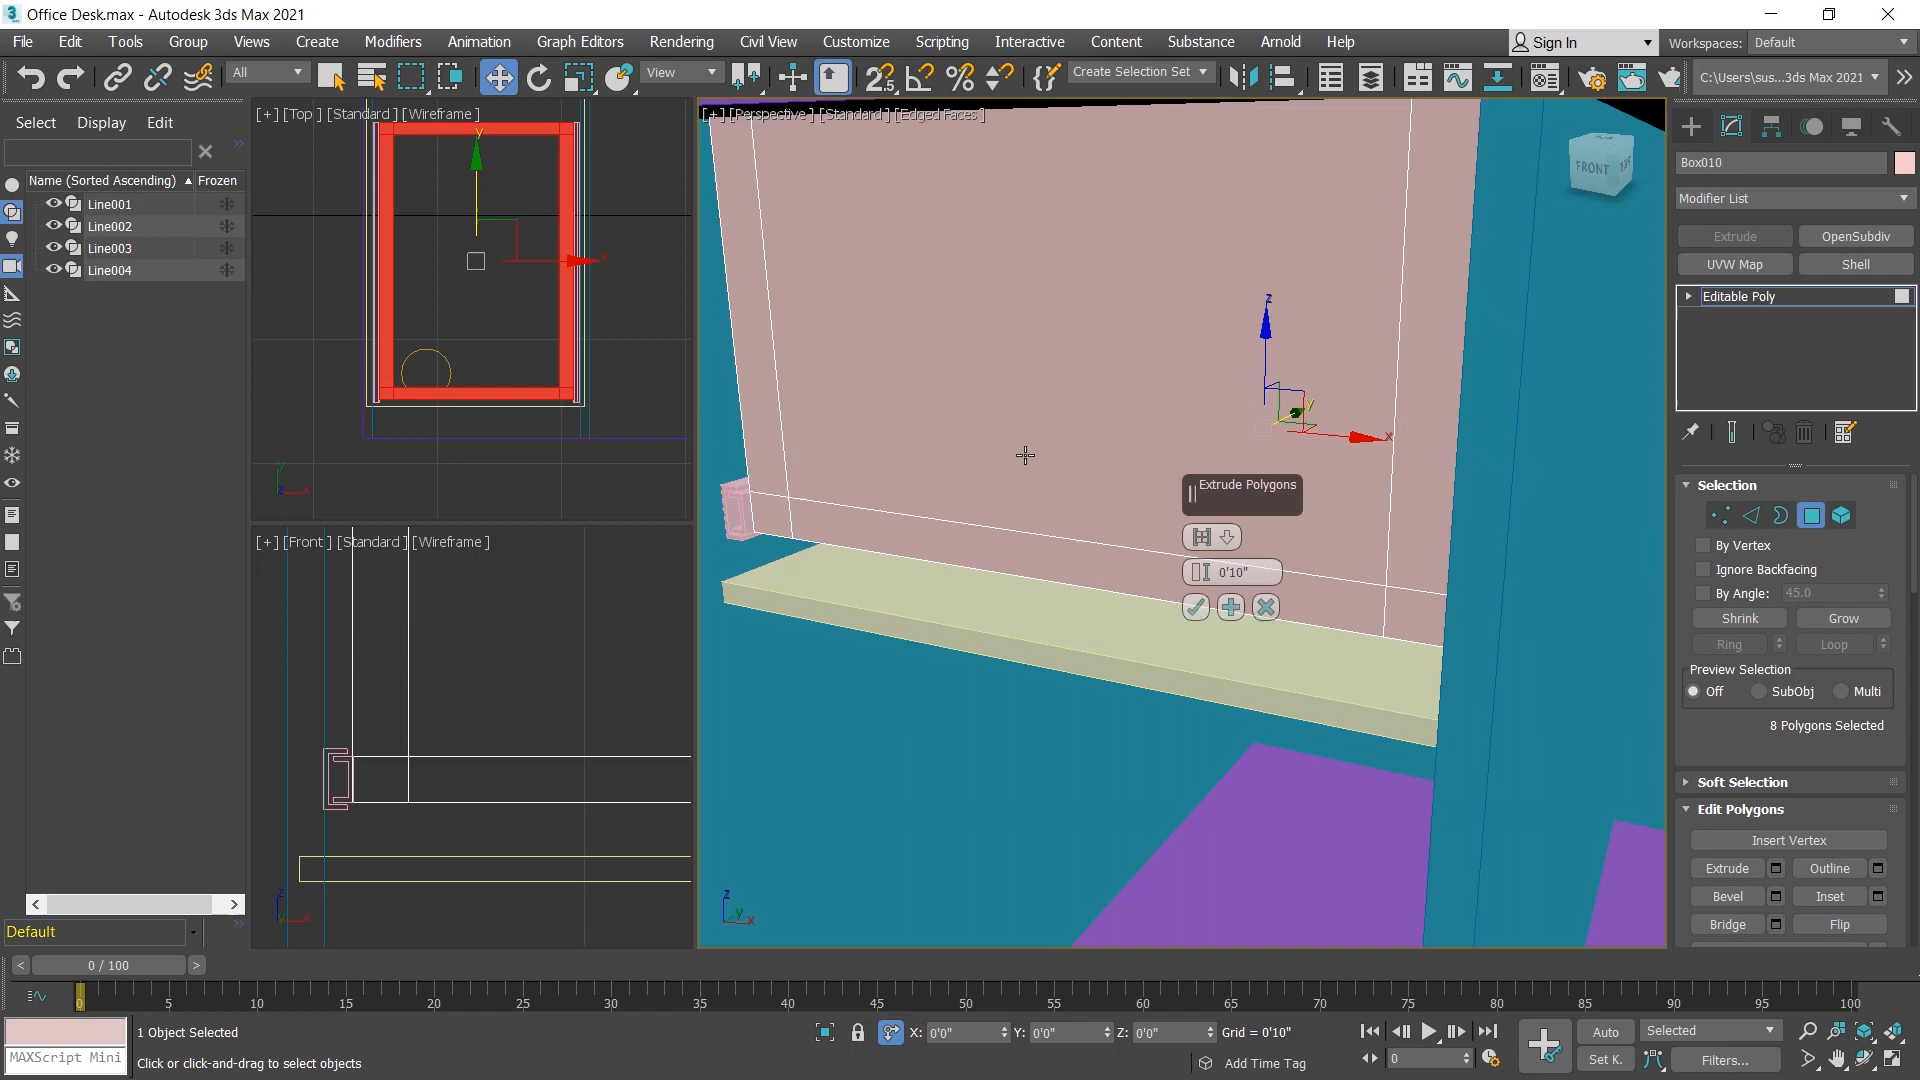 Office Desk.max - Autodesk 3ds Max 2021
File Edit Tools Group Views Create Modifiers Animation Graph Editors Rendering Civil View Customize Scripting Interactive Content Substance Arnold Help
Sign In
Workspaces: Default
All
View
Create Selection Set
C:\Users\sus...3ds Max 2021
Select Display Edit
Name (Sorted Ascending) Frozen
Line001
Line002
Line003
Line004
Default
[+] [Top ] [Standard ] [Wireframe ]
[+] [Front ] [Standard ] [Wireframe ]
[+] [Perspective ] [Standard ] [Edged Faces ]
FRONT
Extrude Polygons
0'10"
Box010
Modifier List
Extrude OpenSubdiv
UVW Map Shell
Editable Poly
Selection
By Vertex
Ignore Backfacing
By Angle: 45.0
Shrink Grow
Ring Loop
Preview Selection
Off SubObj Multi
8 Polygons Selected
Soft Selection
Edit Polygons
Insert Vertex
Extrude Outline
Bevel Inset
Bridge Flip
0 / 100
0 5 10 15 20 25 30 35 40 45 50 55 60 65 70 75 80 85 90 95 100
1 Object Selected
X: 0'0" Y: 0'0" Z: 0'0" Grid = 0'10"
Auto Selected
MAXScript Mini
Click or click-and-drag to select objects
Add Time Tag
0
Set K. Filters...